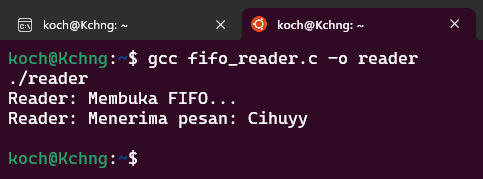 koch@Kchng: ~
koch@Kchng: ~
koch@Kchng:~$ gcc fifo_reader.c -o reader
./reader
Reader: Membuka FIFO...
Reader: Menerima pesan: Cihuyy
koch@Kchng:~$